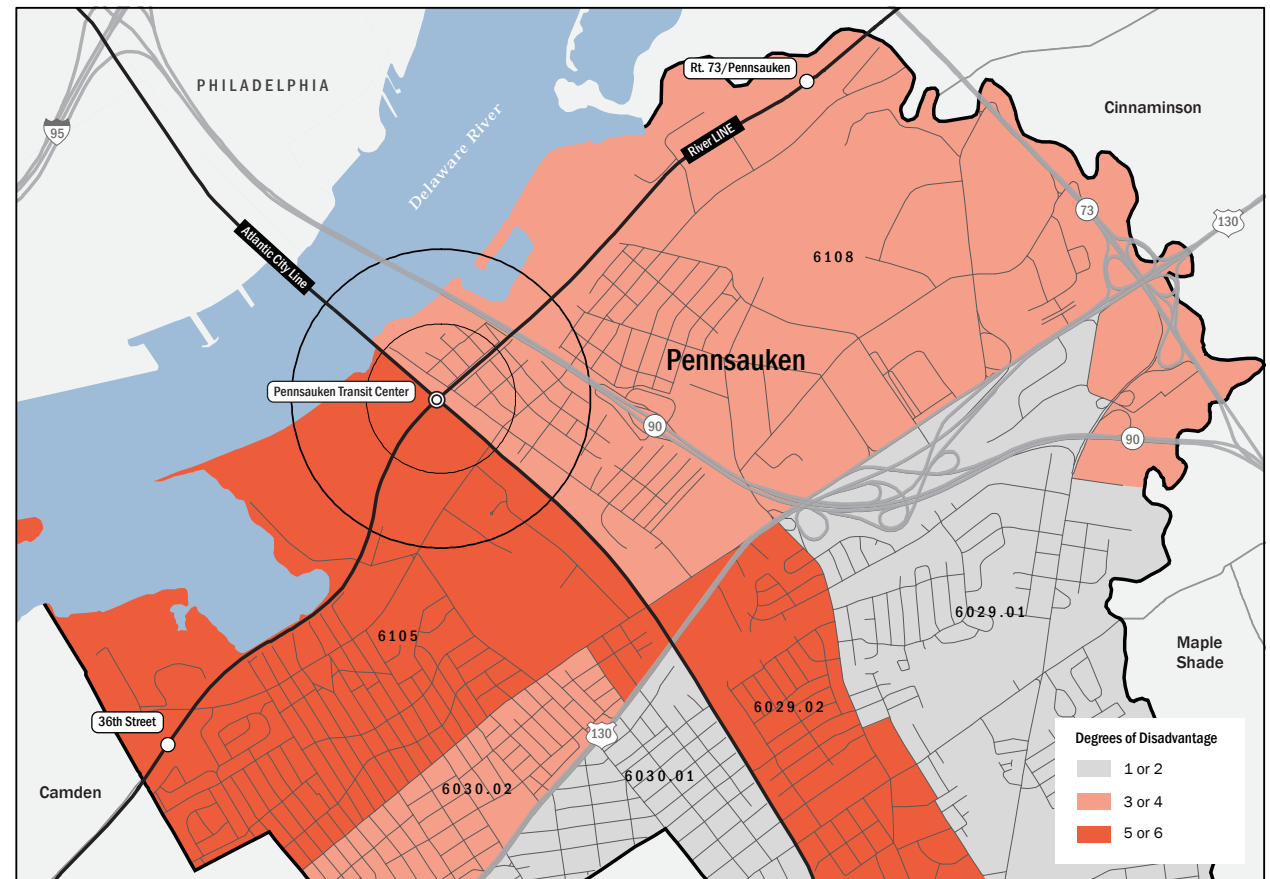 PHILADELPHIA
95
Delaware River
Rt. 73/Pennsauken
River LINE
Cinnaminson
73
130
Atlantic City Line
6108
Pennsauken
Pennsauken Transit Center
90
90
6105
6029.01
Maple
Shade
6029.02
36th Street
130
6030.01
6030.02
Camden
Degrees of Disadvantage
1 or 2
3 or 4
5 or 6